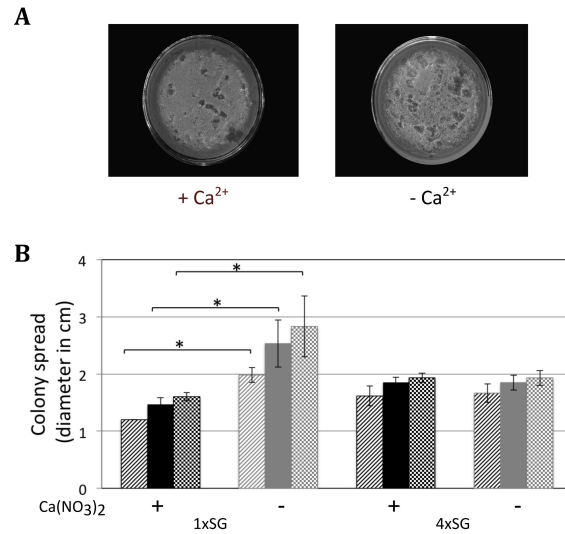 A
+ Ca²⁺
- Ca²⁺
B
Colony spread
(diameter in cm)
4
3
2
1
0
*
*
*
Ca(NO3)2
+
-
+
-
1xSG
4xSG